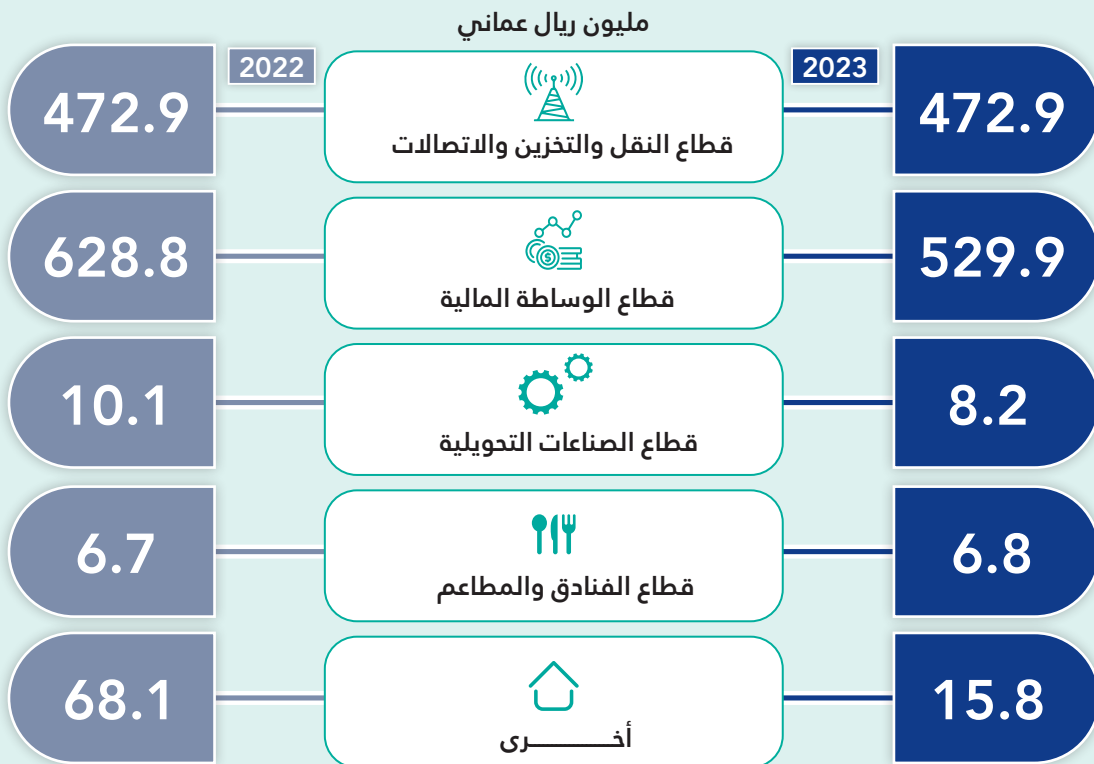 مليون ريال عماني
2023
2022
472.9
قطاع النقل والتخزين والاتصالات
472.9
529.9
قطاع الوساطة المالية
628.8
8.2
قطاع الصناعات التحويلية
10.1
6.8
قطاع الفنادق والمطاعم
6.7
15.8
أخــــــــــرى
68.1